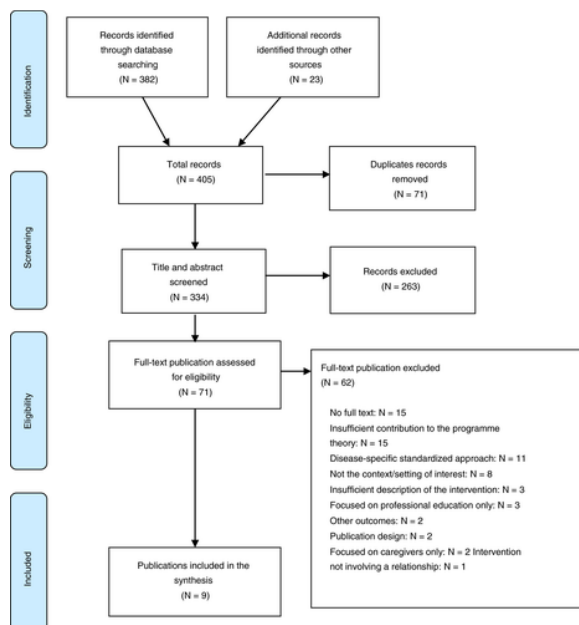 Identification
Records identified
through database
searching
(N = 382)
Additional records
identified through other
sources
(N = 23)
Total records
(N = 405)
Duplicates records
removed
(N = 71)
Screening
Title and abstract
screened
(N = 334)
Records excluded
(N = 263)
Eligibility
Full-text publication assessed
for eligibility
(N = 71)
Full-text publication excluded
(N = 62)
No full text: N = 15
Insufficient contribution to the programme
theory: N = 15
Disease-specific standardized approach: N = 11
Not the context/setting of interest: N = 8
Insufficient description of the intervention: N = 3
Focused on professional education only: N = 3
Other outcomes: N = 2
Publication design: N = 2
Focused on caregivers only: N = 2 Intervention
not involving a relationship: N = 1
Included
Publications included in the
synthesis
(N = 9)